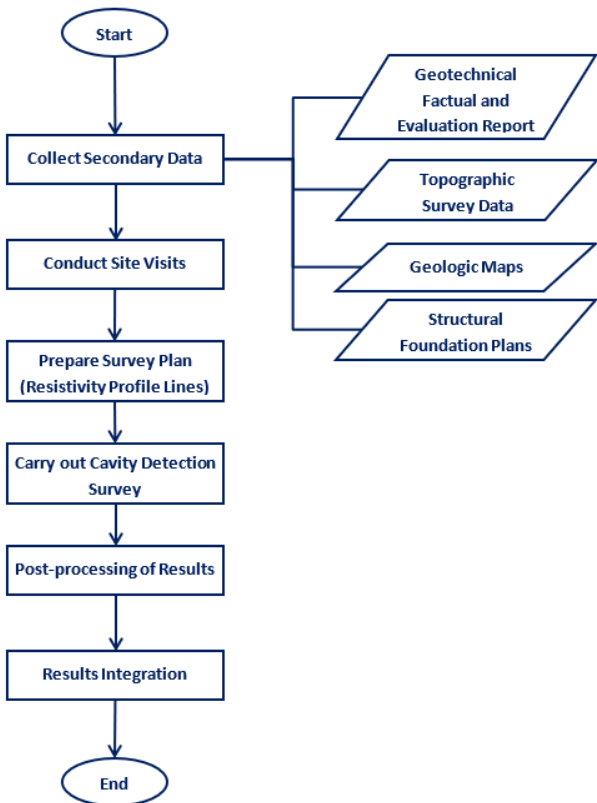 Start
Collect Secondary Data
Geotechnical
Factual and
Evaluation Report
Topographic
Survey Data
Geologic Maps
Structural
Foundation Plans
Conduct Site Visits
Prepare Survey Plan
(Resistivity Profile Lines)
Carry out Cavity Detection
Survey
Post-processing of Results
Results Integration
End